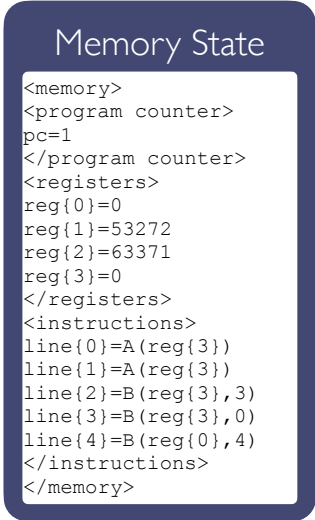 Memory State
<memory>
<program counter>
pc=1
</program counter>
<registers>
reg{0}=0
reg{1}=53272
reg{2}=63371
reg{3}=0
</registers>
<instructions>
line{0}=A(reg{3})
line{1}=A(reg{3})
line{2}=B(reg{3},3)
line{3}=B(reg{3},0)
line{4}=B(reg{0},4)
</instructions>
</memory>